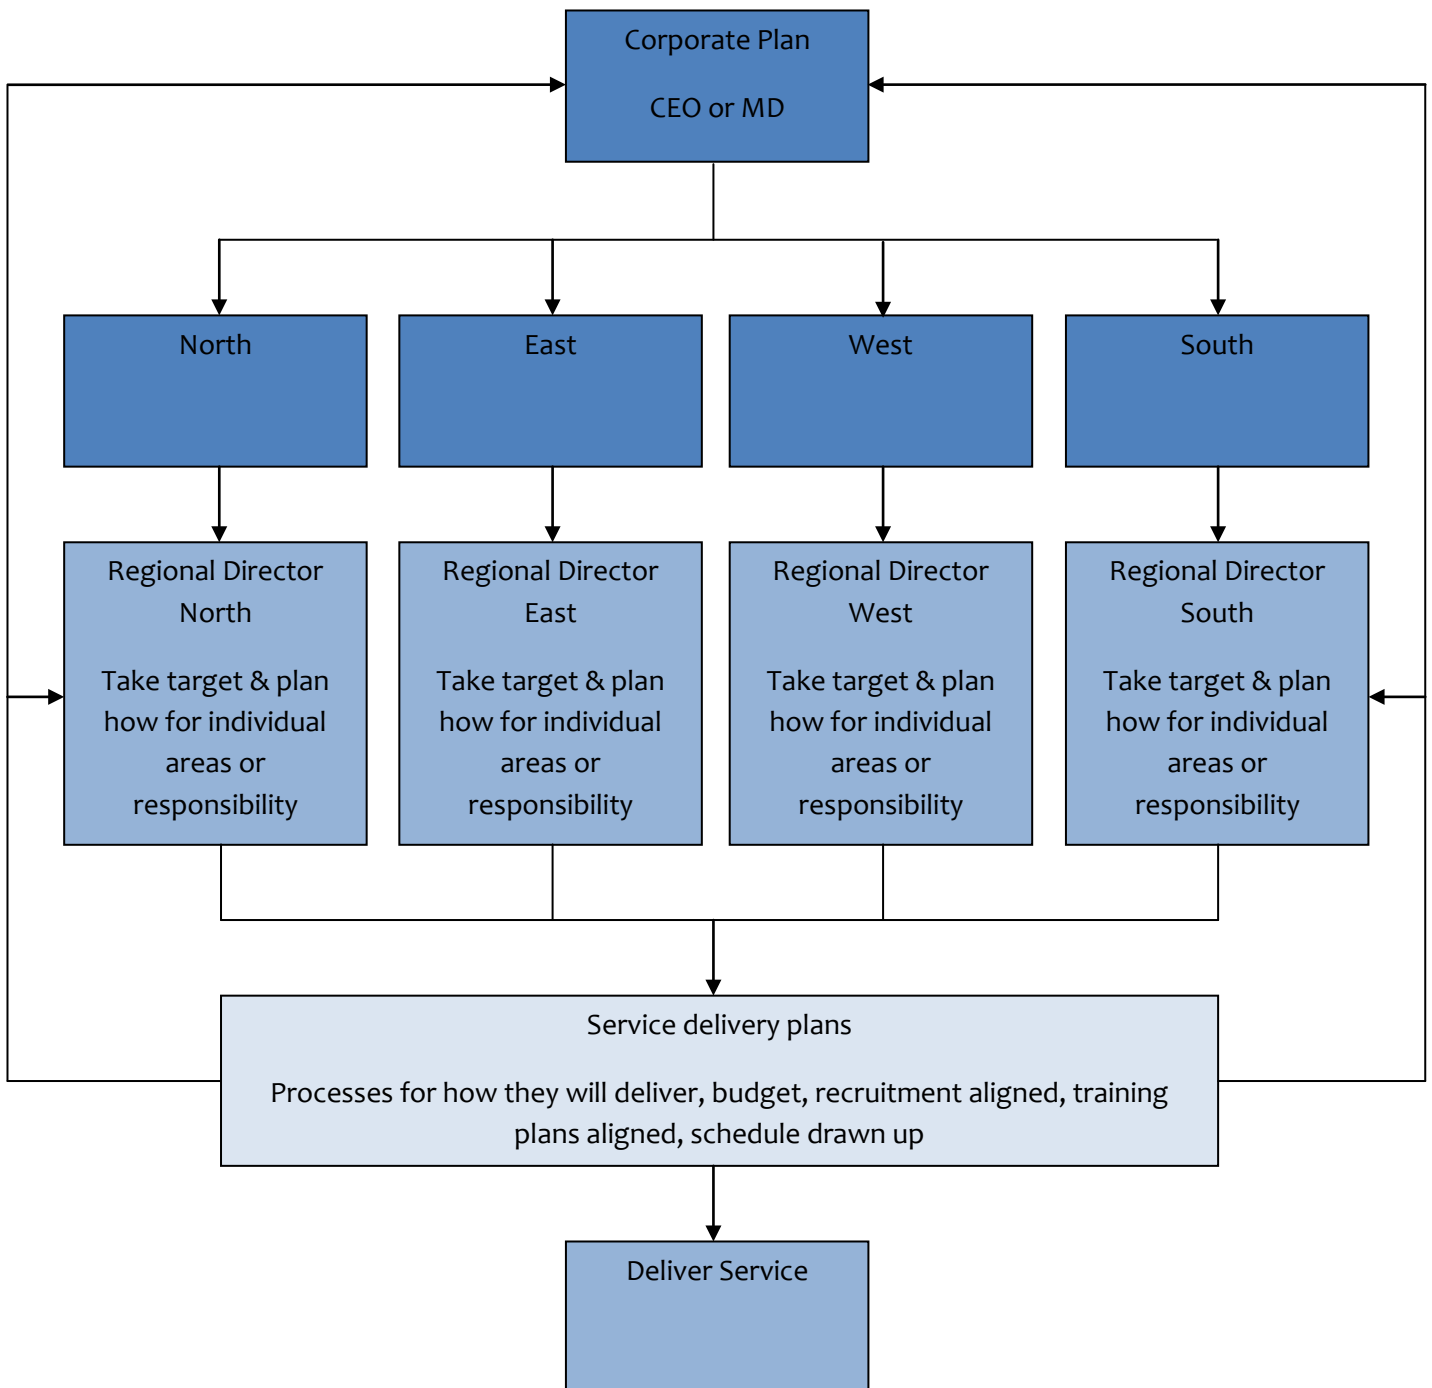 Corporate Plan
CEO or MD
North
East
West
South
Regional Director
North
Take target & plan
how for individual
areas or
responsibility
Regional Director
East
Take target & plan
how for individual
areas or
responsibility
Regional Director
West
Take target & plan
how for individual
areas or
responsibility
Regional Director
South
Take target & plan
how for individual
areas or
responsibility
Service delivery plans
Processes for how they will deliver, budget, recruitment aligned, training
plans aligned, schedule drawn up
Deliver Service